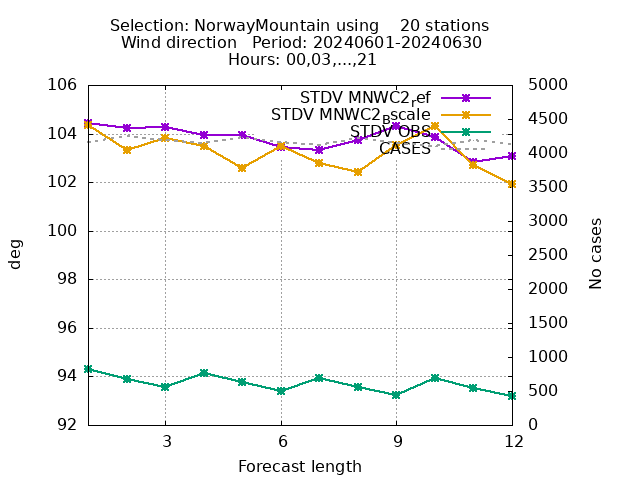 Selection: NorwayMountain using 20 stations
Wind direction Period: 20240601-20240630
Hours: 00,03,...,21
STDV MNWC2ref
STDV MNWC2Bscale
STDV OBS
CASES
106
104
102
100
98
96
94
92
deg
5000
4500
4000
3500
3000
2500
2000
1500
1000
500
0
No cases
3 6 9 12
Forecast length